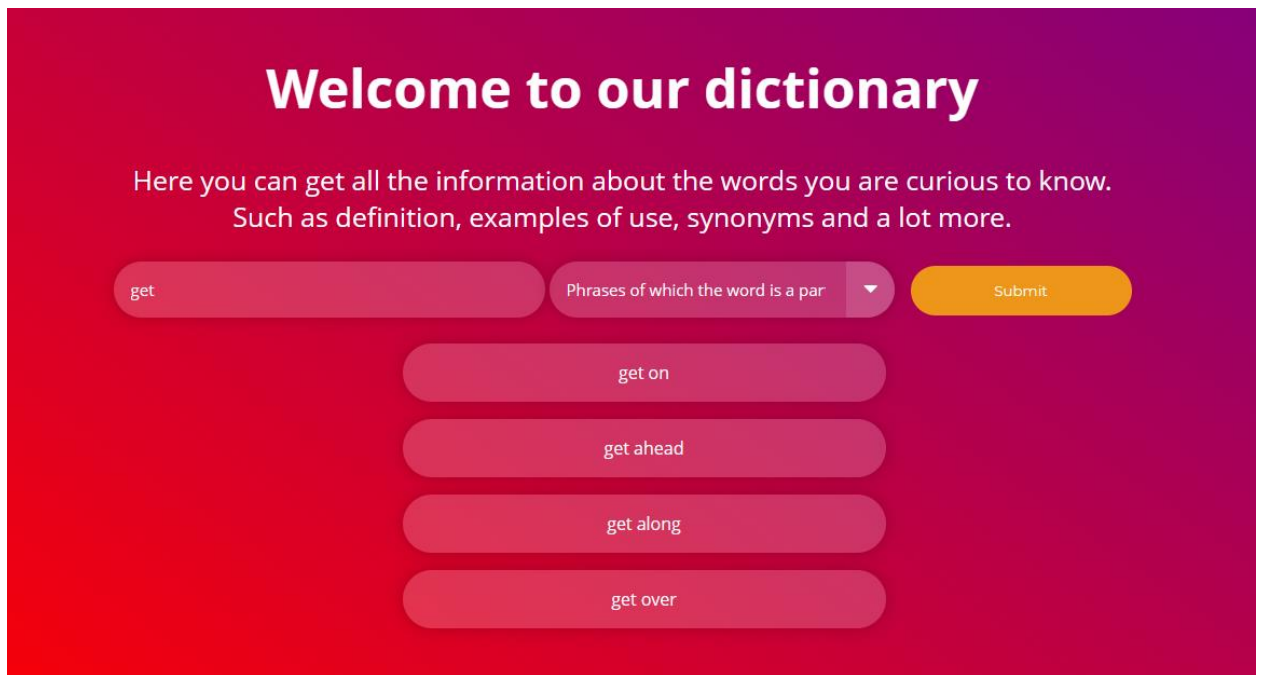 Welcome to our dictionary
Here you can get all the information about the words you are curious to know.
Such as definition, examples of use, synonyms and a lot more.
get
Phrases of which the word is a par
Submit
get on
get ahead
get along
get over